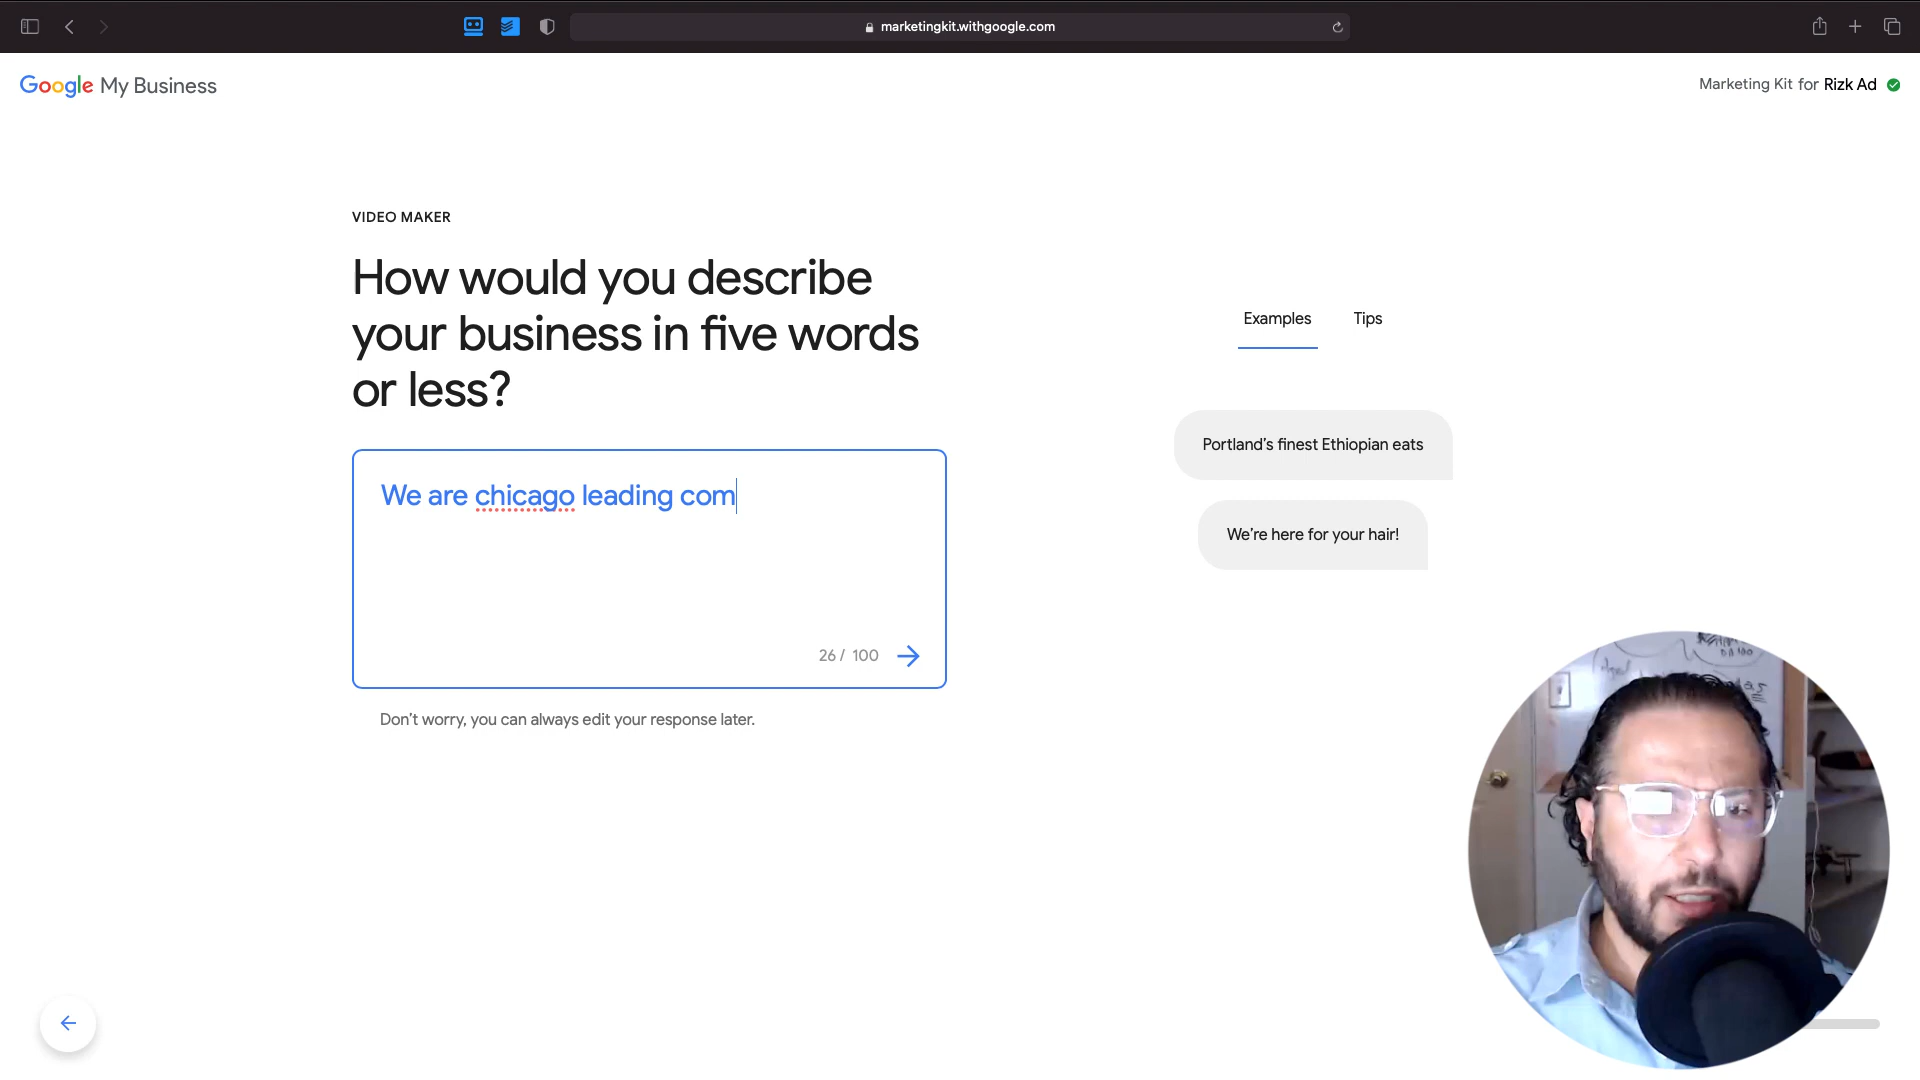 marketingkit.withgoogle.com
Google My Business
Marketing Kit for Rizk Ad
VIDEO MAKER
How would you describe
your business in five words
or less?
Examples
Tips
We are chicago leading com
Portland’s finest Ethiopian eats
We’re here for your hair!
26 / 100
Don’t worry, you can always edit your response later.